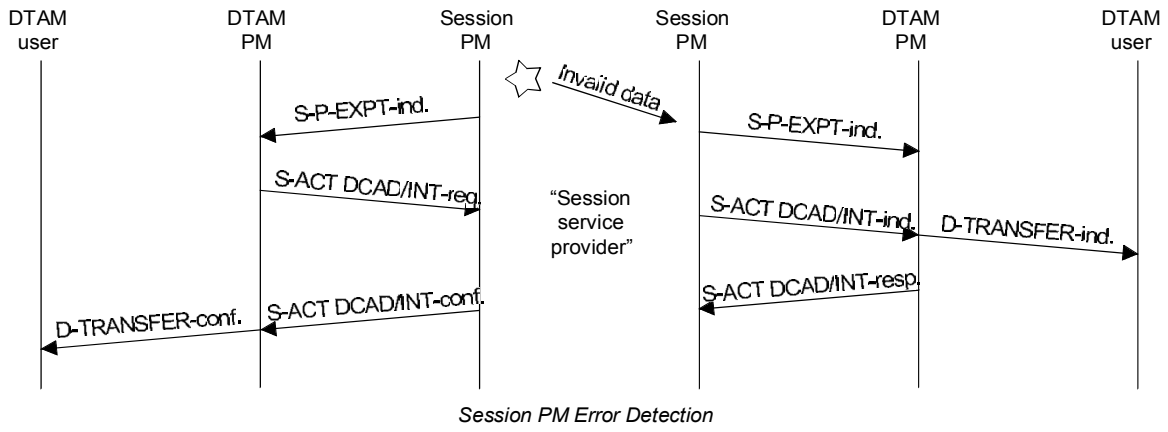 DTAM
user
DTAM
PM
Session
PM
Session
PM
DTAM
PM
DTAM
user
Invalid data
S-P-EXPT-ind.
S-P-EXPT-ind.
S-ACT DCAD/INT-req.
"Session
service
provider"
S-ACT DCAD/INT-ind.
D-TRANSFER-ind.
S-ACT DCAD/INT-resp.
S-ACT DCAD/INT-conf.
D-TRANSFER-conf.
Session PM Error Detection